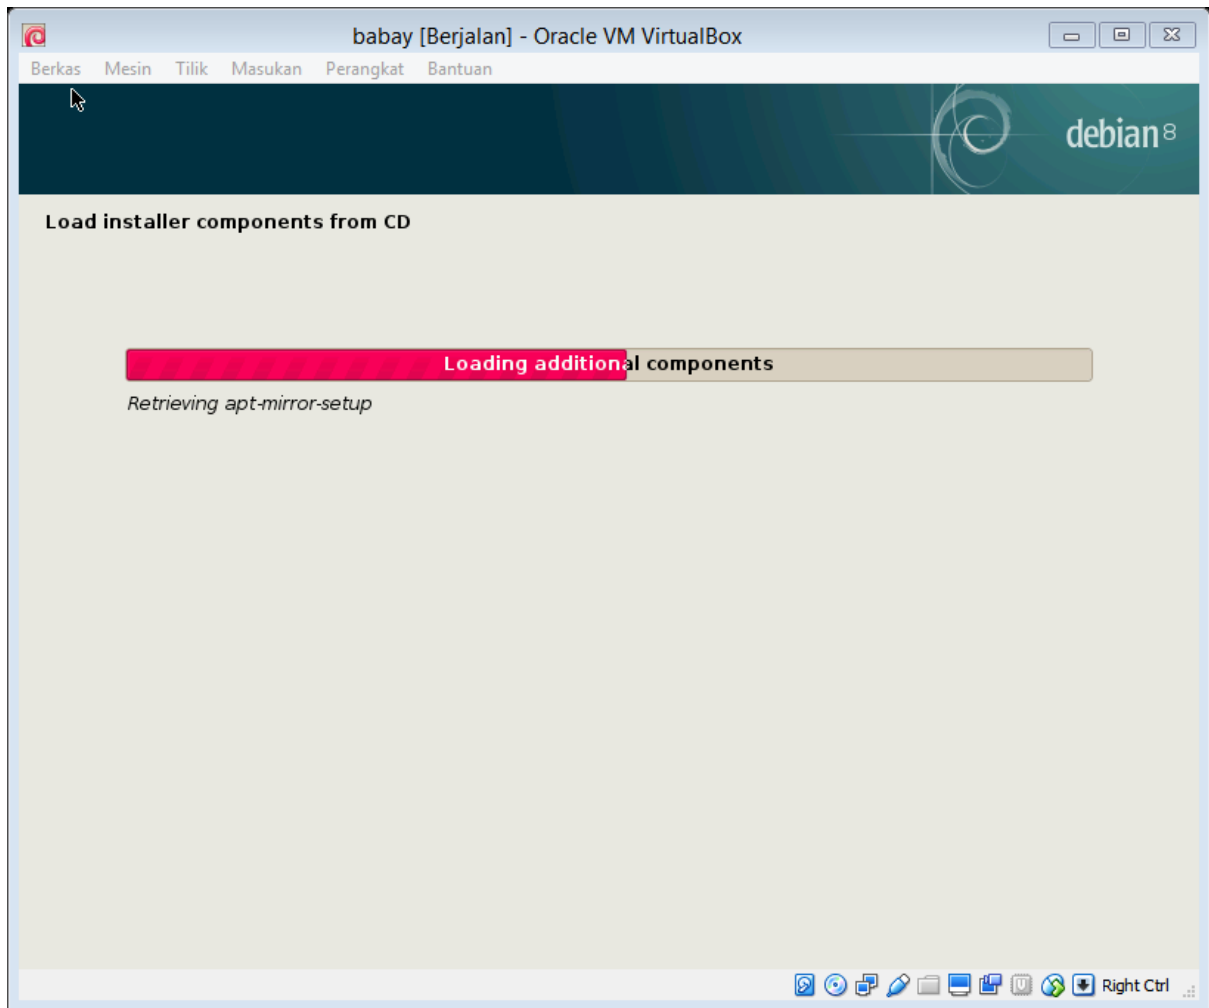 babay [Berjalan] - Oracle VM VirtualBox
Berkas Mesin Tilik Masukan Perangkat Bantuan
debian 8
Load installer components from CD
Loading additional components
Retrieving apt-mirror-setup
Right Ctrl